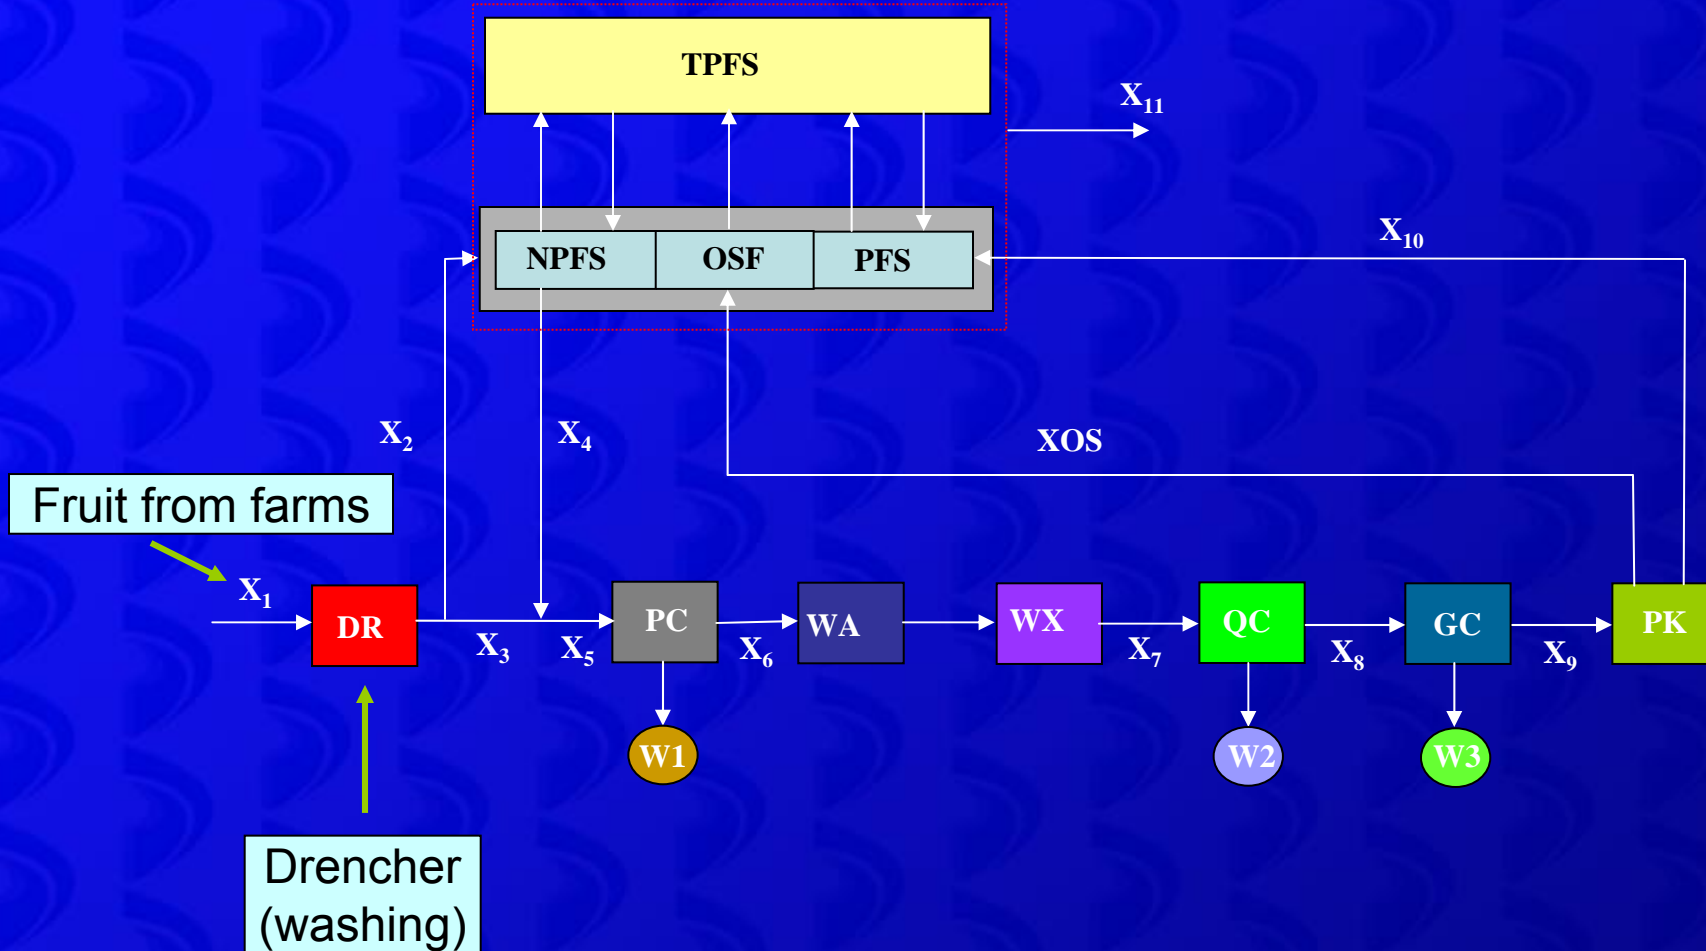 TPFS
X₁₁
NPFS OSF PFS
X₁₀
X₂
X₄
XOS
Fruit from farms
X₁
DR
X₃
X₅
PC
X₆
WA
WX
X₇
QC
X₈
GC
X₉
PK
W1
W2
W3
Drencher
(washing)